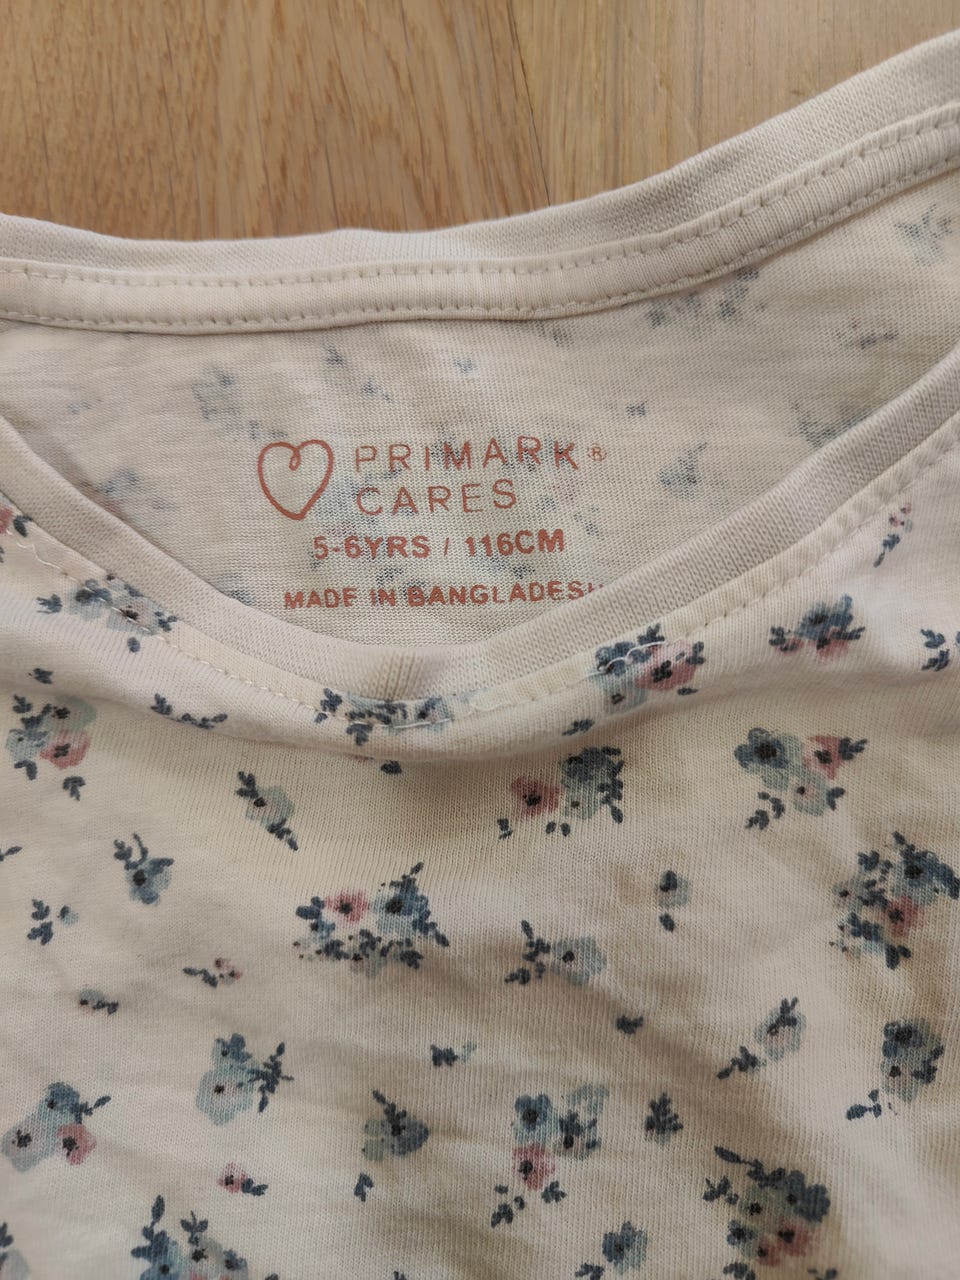 PRIMARK®
CARES
5-6YRS / 116CM
MADE IN BANGLADESH